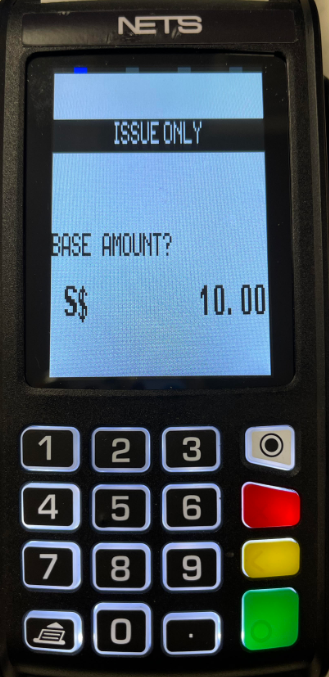 NETS
ISSUE ONLY
BASE AMOUNT?
S$ 10.00
1 2 3
4 5 6
7 8 9
0 .